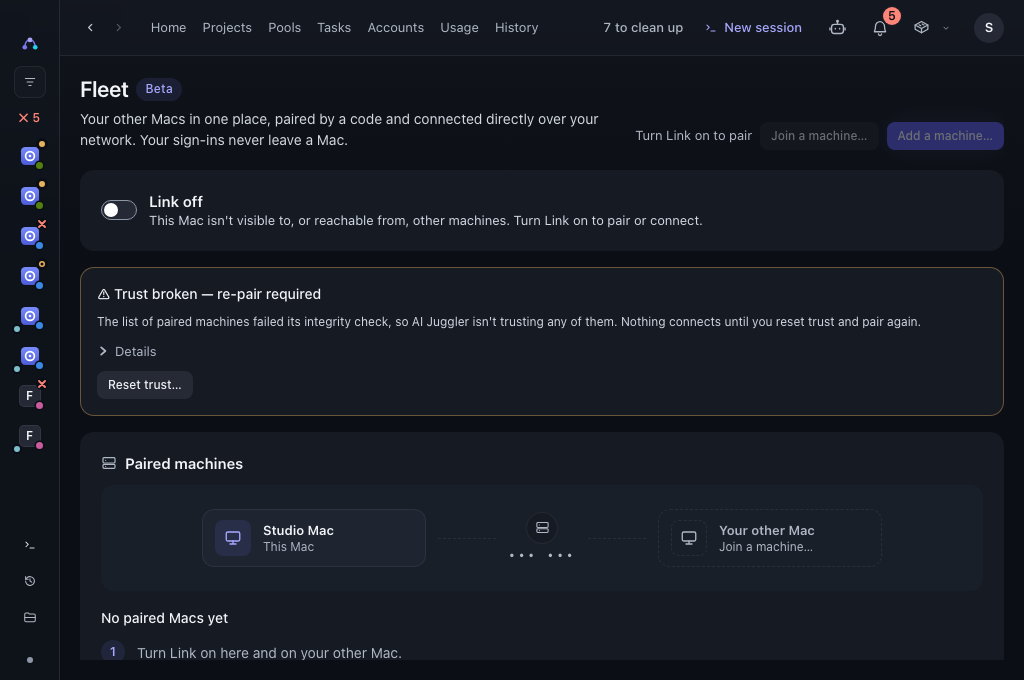 Home Projects Pools Tasks Accounts Usage History 7 to clean up New session 5 S
5
F
F
Fleet Beta
Your other Macs in one place, paired by a code and connected directly over your
network. Your sign-ins never leave a Mac.
Turn Link on to pair Join a machine... Add a machine...
Link off
This Mac isn't visible to, or reachable from, other machines. Turn Link on to pair or connect.
Trust broken — re-pair required
The list of paired machines failed its integrity check, so AI Juggler isn't trusting any of them. Nothing connects until you reset trust and pair again.
Details
Reset trust...
Paired machines
Studio Mac
This Mac
Your other Mac
Join a machine...
No paired Macs yet
1 Turn Link on here and on your other Mac.